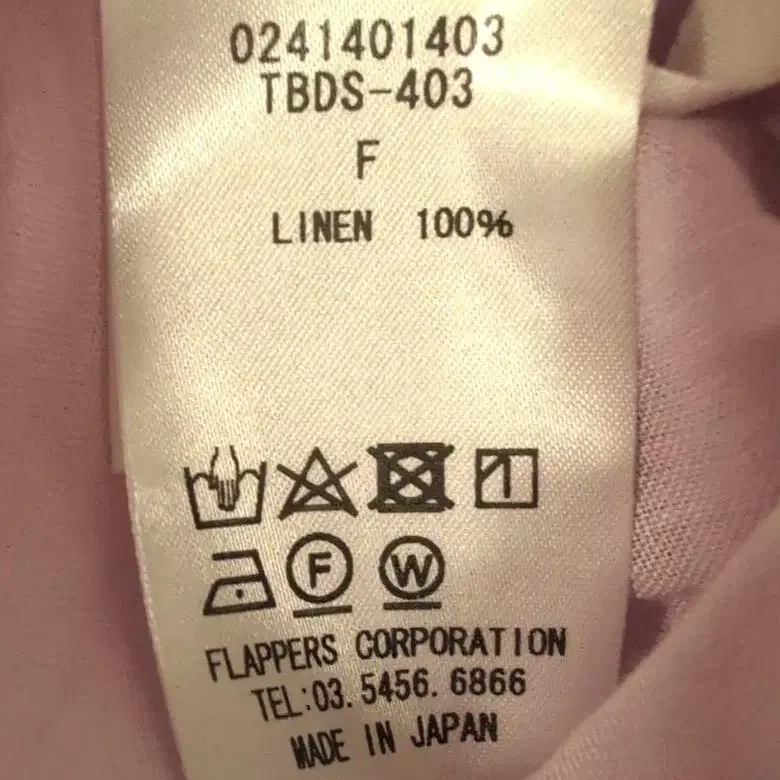 0241401403
TBDS-403
F
LINEN 100%
F W
FLAPPERS CORPORATION
TEL:03.5456.6866
MADE IN JAPAN